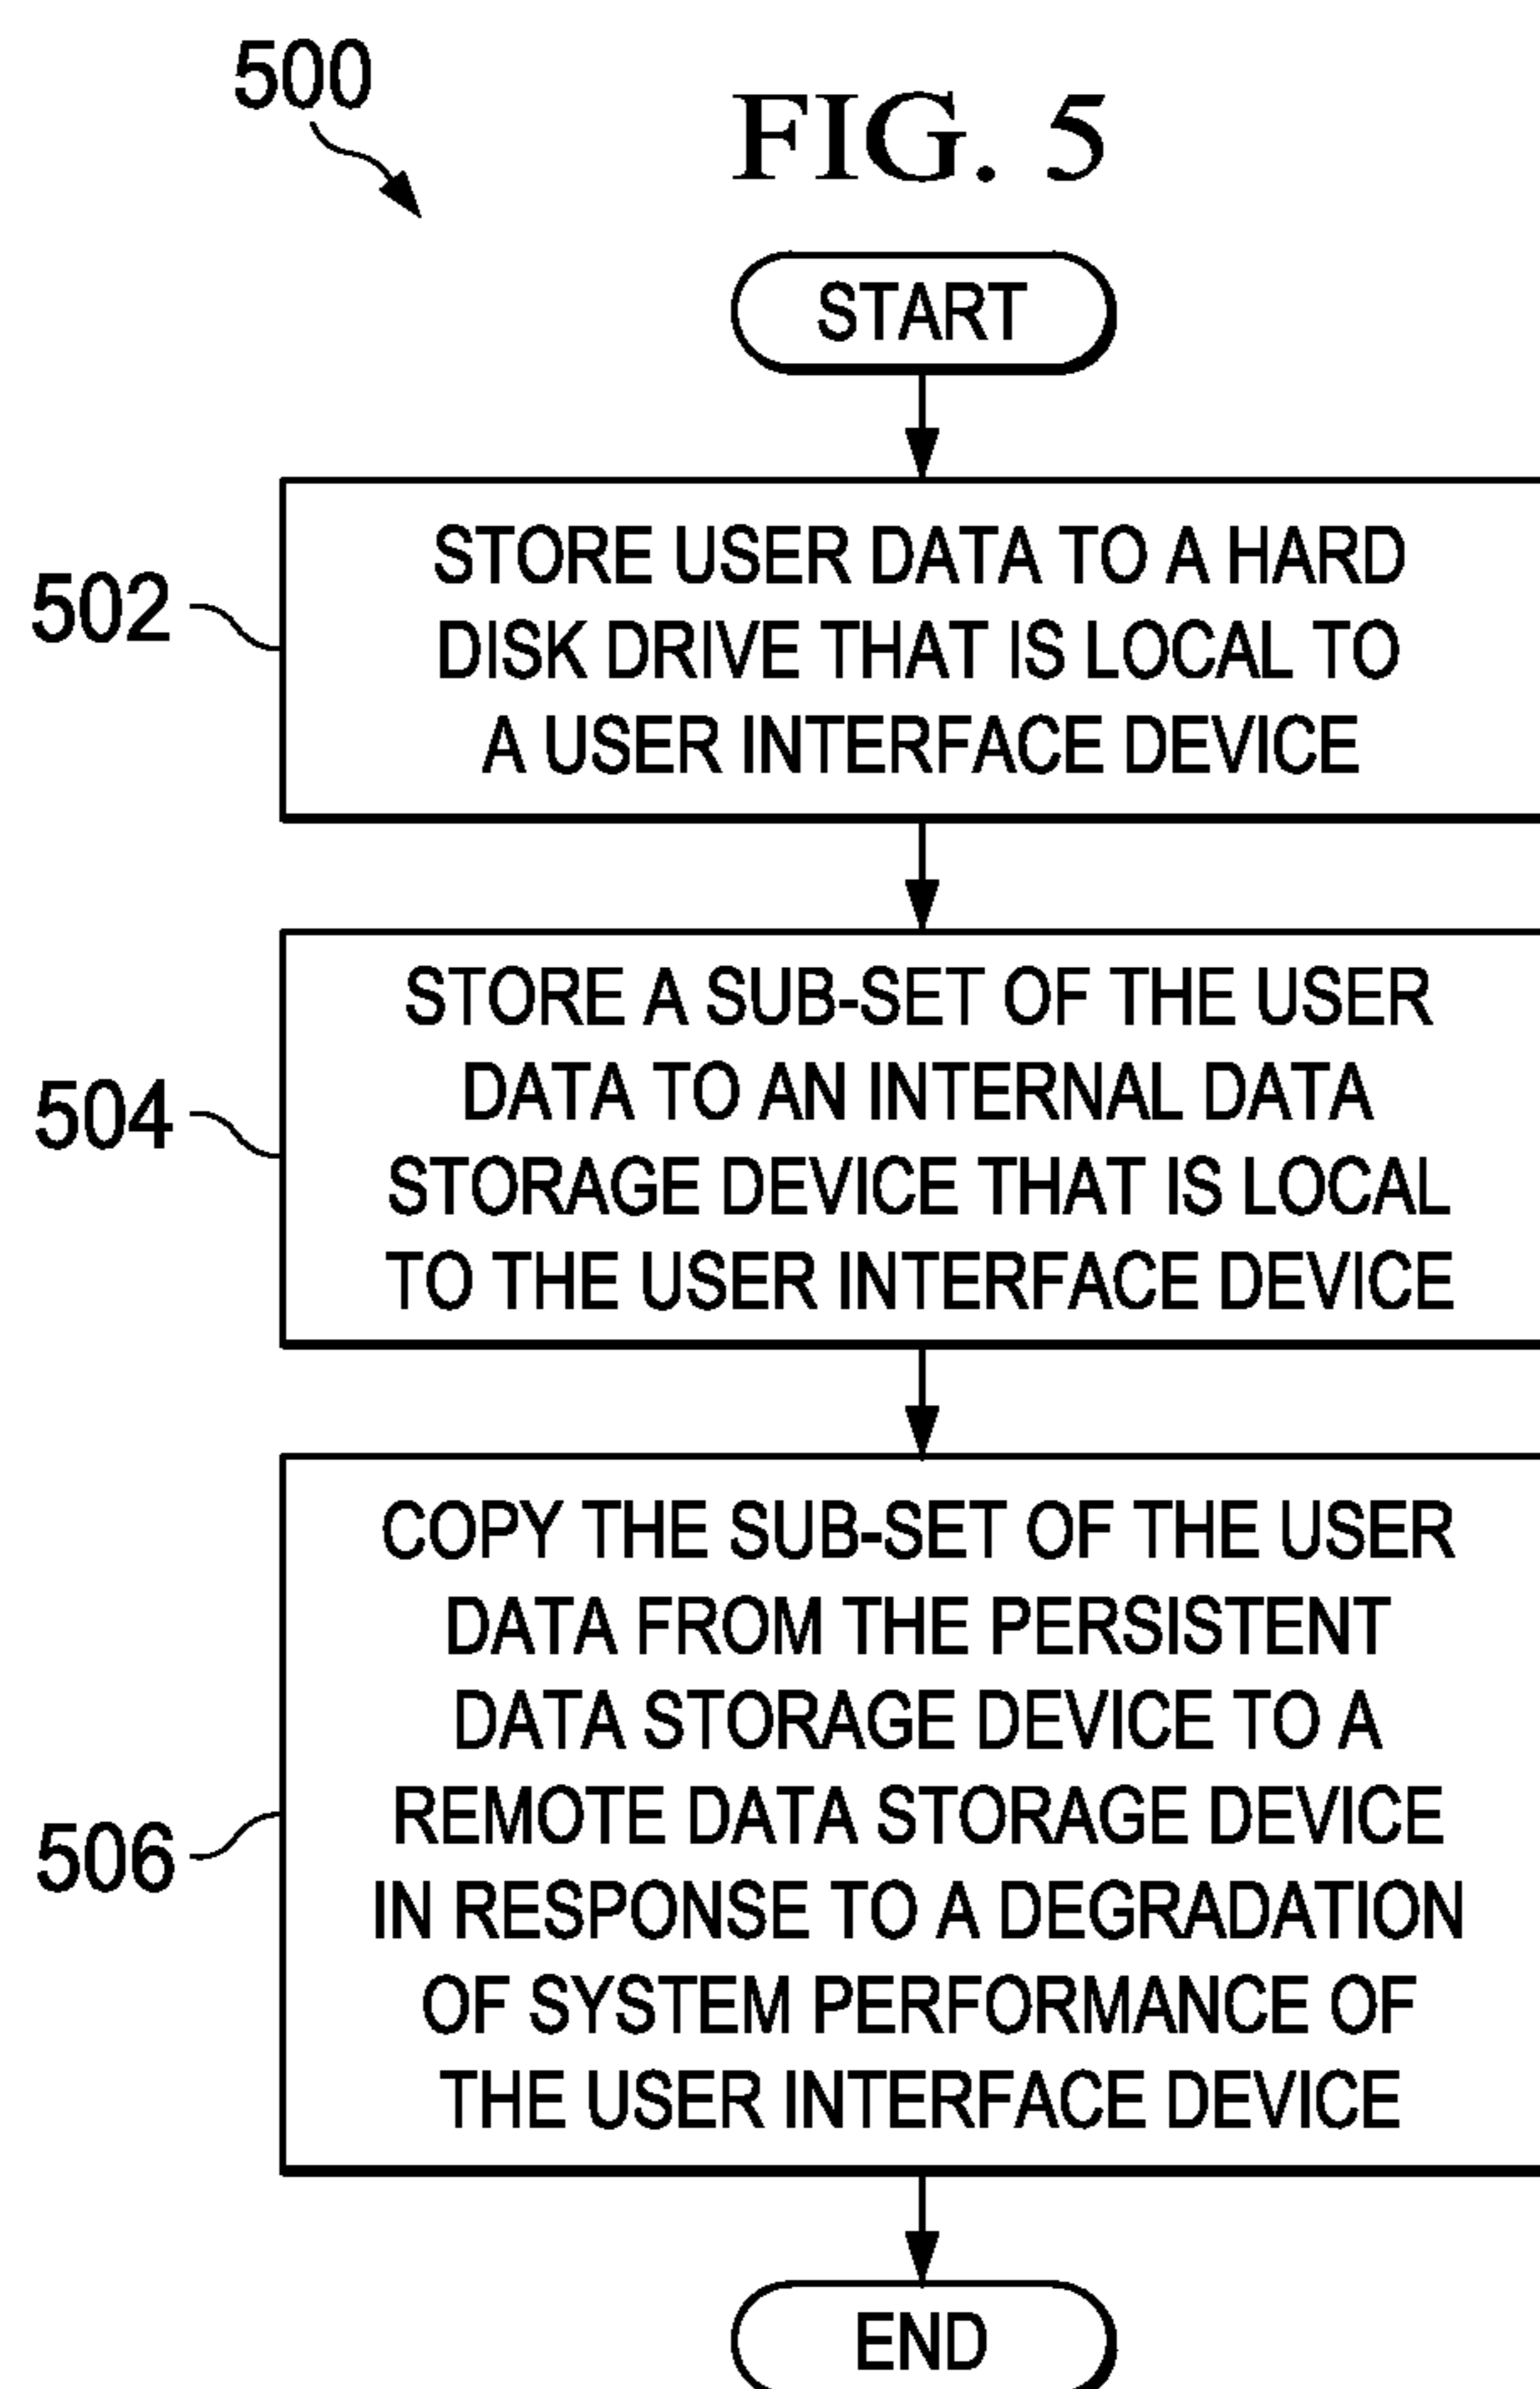 500
FIG. 5
START
502
STORE USER DATA TO A HARD
DISK DRIVE THAT IS LOCAL TO
A USER INTERFACE DEVICE
504
STORE A SUB-SET OF THE USER
DATA TO AN INTERNAL DATA
STORAGE DEVICE THAT IS LOCAL
TO THE USER INTERFACE DEVICE
506
COPY THE SUB-SET OF THE USER
DATA FROM THE PERSISTENT
DATA STORAGE DEVICE TO A
REMOTE DATA STORAGE DEVICE
IN RESPONSE TO A DEGRADATION
OF SYSTEM PERFORMANCE OF
THE USER INTERFACE DEVICE
END